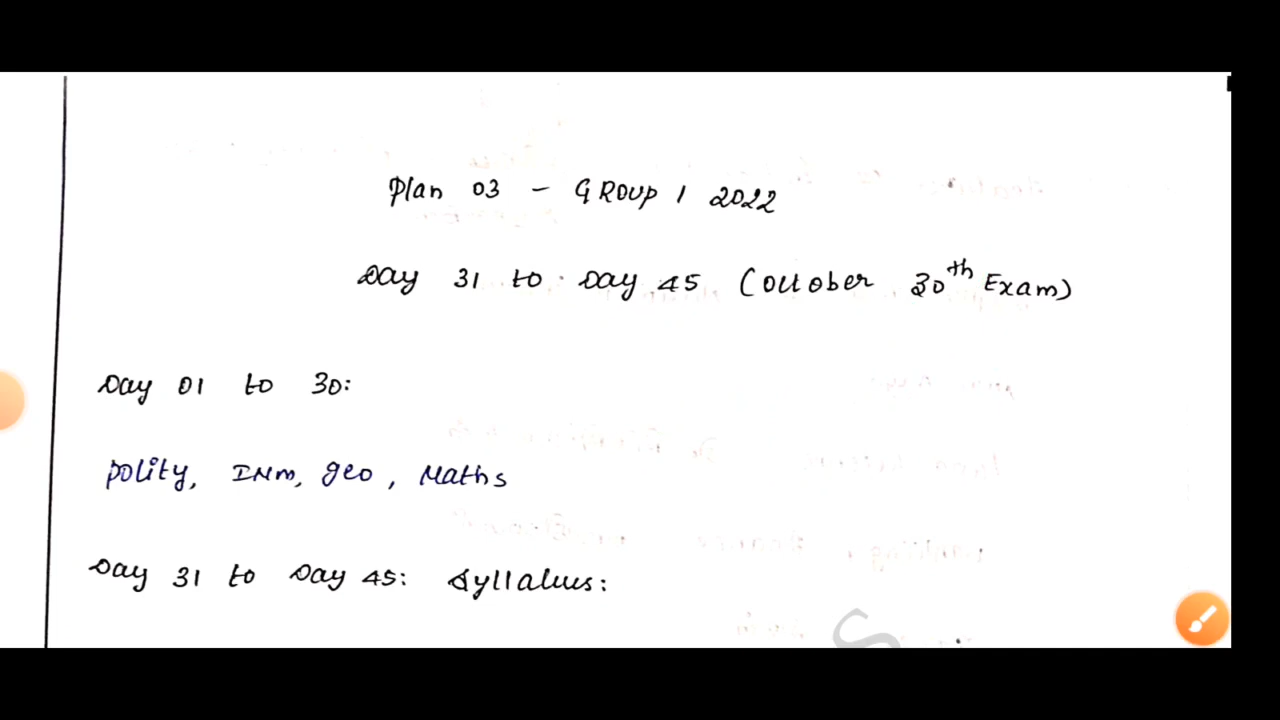 Plan 03 - GROUP 1 2022
Day 31 to Day 45 (October 30th Exam)
Day 01 to 30:
Polity, INM, geo, Maths
Day 31 to Day 45: Syllabus: